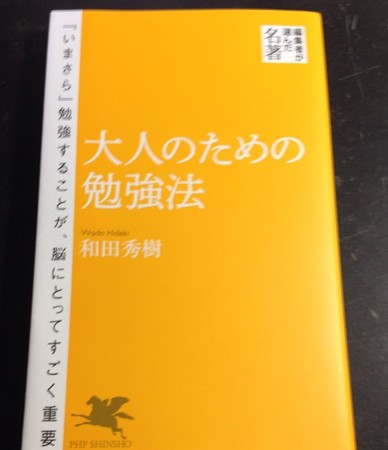 編集者が
選んだ
名著
大人のための
勉強法
Wada Hideki
和田秀樹
『いまさら』勉強することが、脳にとってすごく重要
PHP SHINSHO